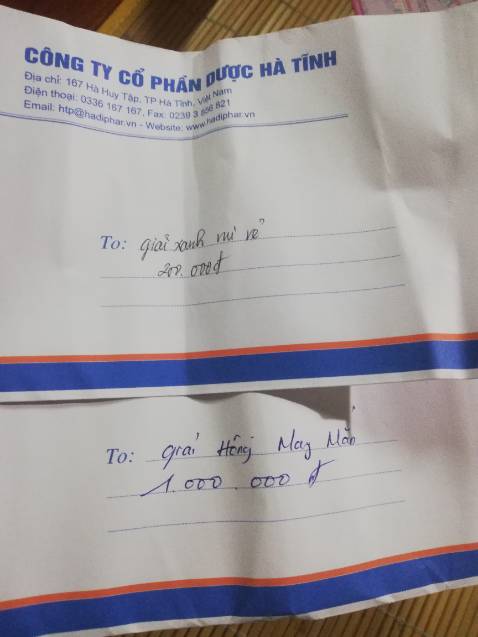 CÔNG TY CỔ PHẦN DƯỢC HÀ TĨNH
Địa chỉ: 167 Hà Huy Tập, TP Hà Tĩnh, Việt Nam
Điện thoại: 0336 167 167, Fax: 0239 3 856 821
Email: htp@hadiphar.vn - Website: www.hadiphar.vn
To: giải xanh vui vẻ
200.000đ
To: giải Hồng May Mắn
1.000.000 đ